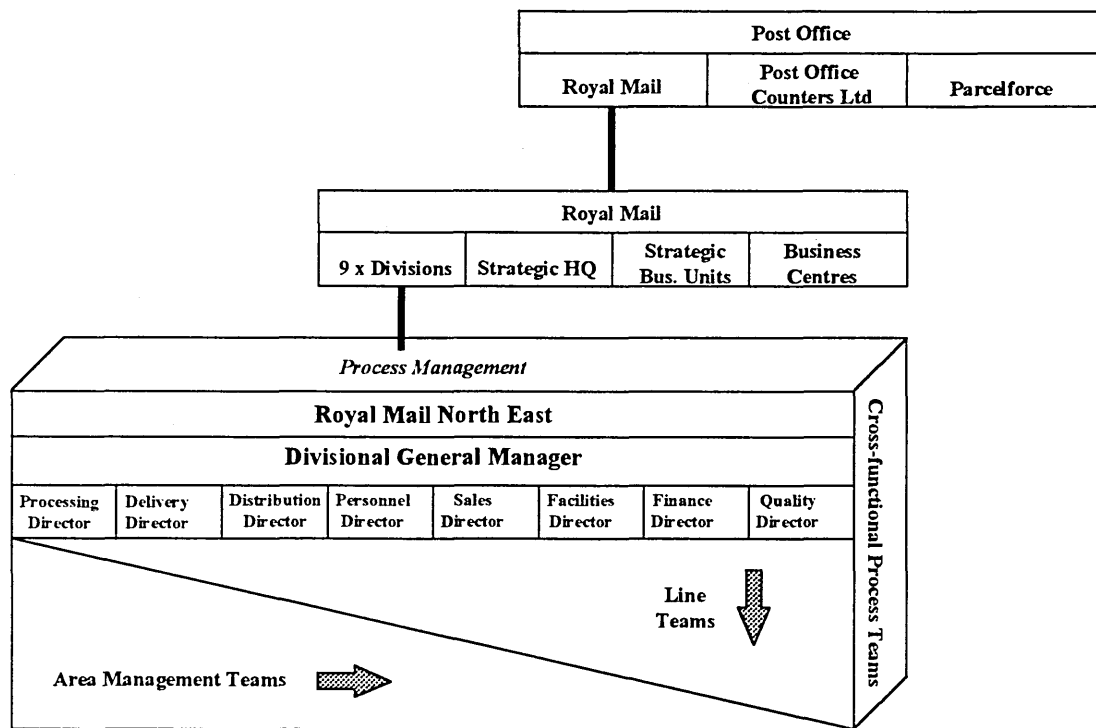 Post Office
Royal Mail
Post Office
Counters Ltd
Parcelforce
Royal Mail
9 x Divisions
Strategic HQ
Strategic
Bus. Units
Business
Centres
Process Management
Royal Mail North East
Divisional General Manager
Processing
Director
Delivery
Director
Distribution
Director
Personnel
Director
Sales
Director
Facilities
Director
Finance
Director
Quality
Director
Cross-functional Process Teams
Line
Teams
Area Management Teams